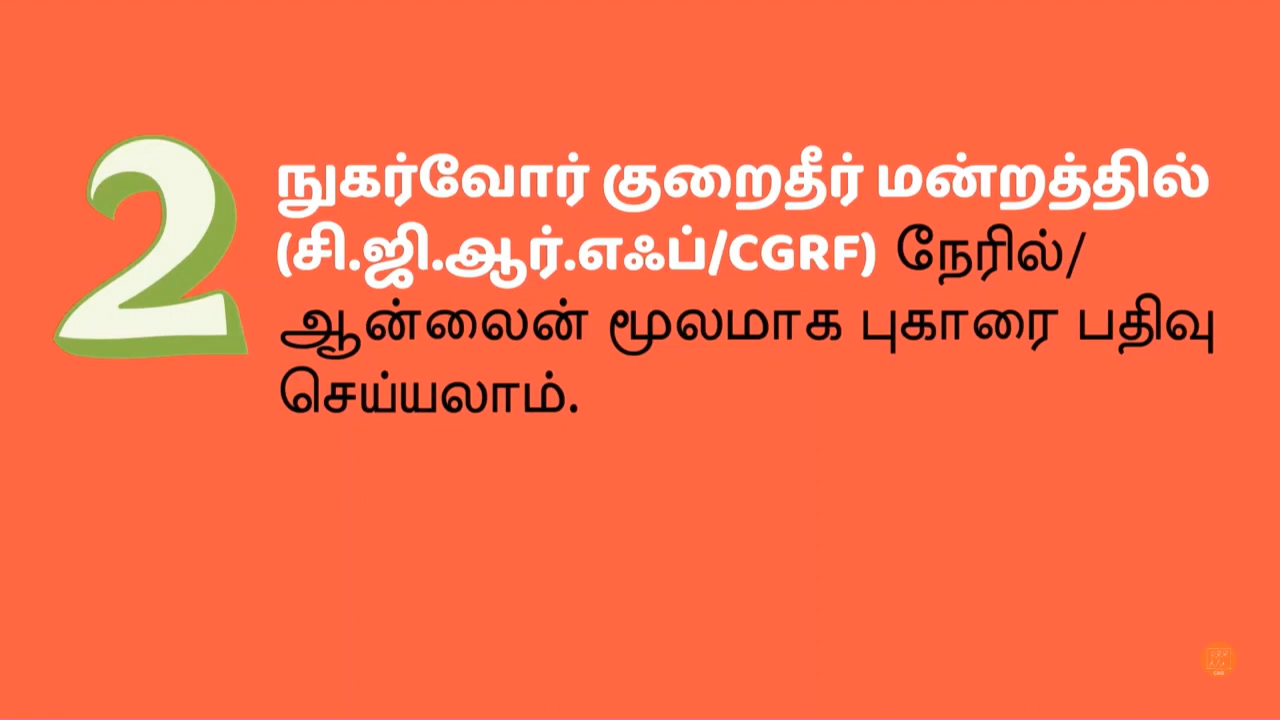 2
நுகர்வோர் குறைதீர் மன்றத்தில்
(சி.ஜி.ஆர்.எஃப்/CGRF) நேரில்/
ஆன்லைன் மூலமாக புகாரை பதிவு
செய்யலாம்.